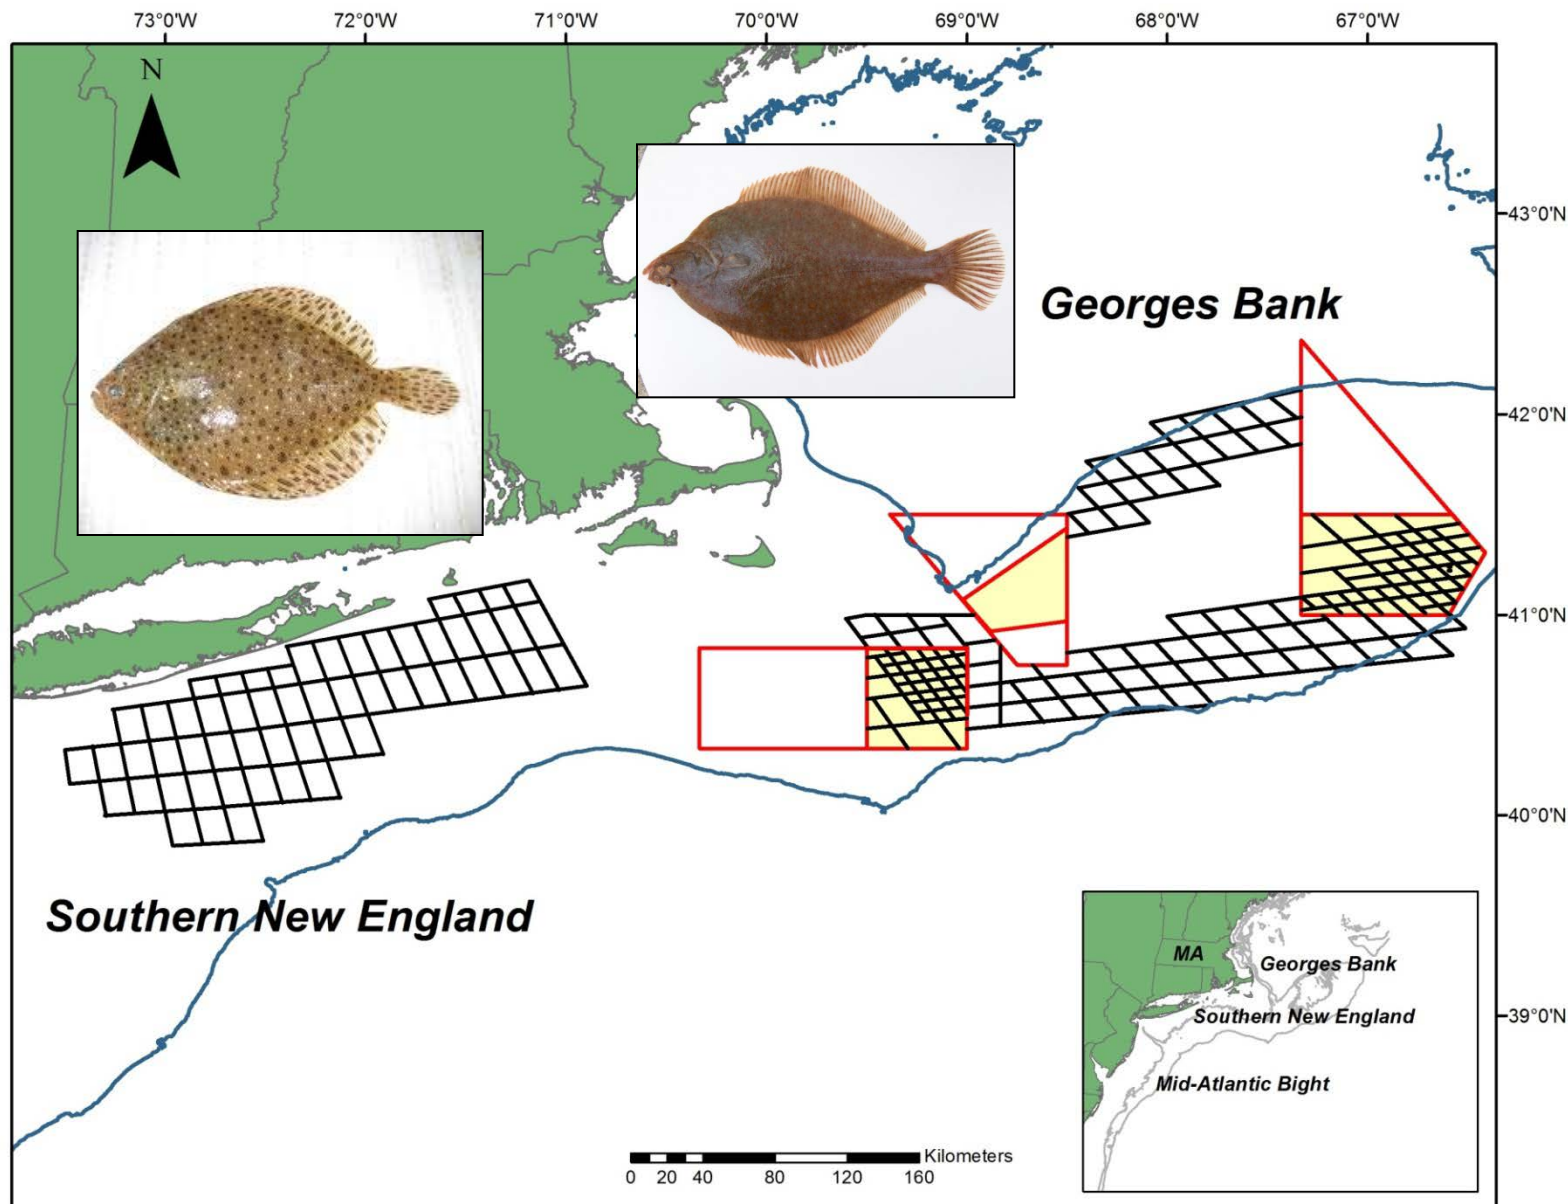 73°0'W 72°0'W 71°0'W 70°0'W 69°0'W 68°0'W 67°0'W
N
43°0'N
Georges Bank
42°0'N
41°0'N
40°0'N
Southern New England
MA
Georges Bank
Southern New England
39°0'N
Mid-Atlantic Bight
Kilometers
0 20 40 80 120 160